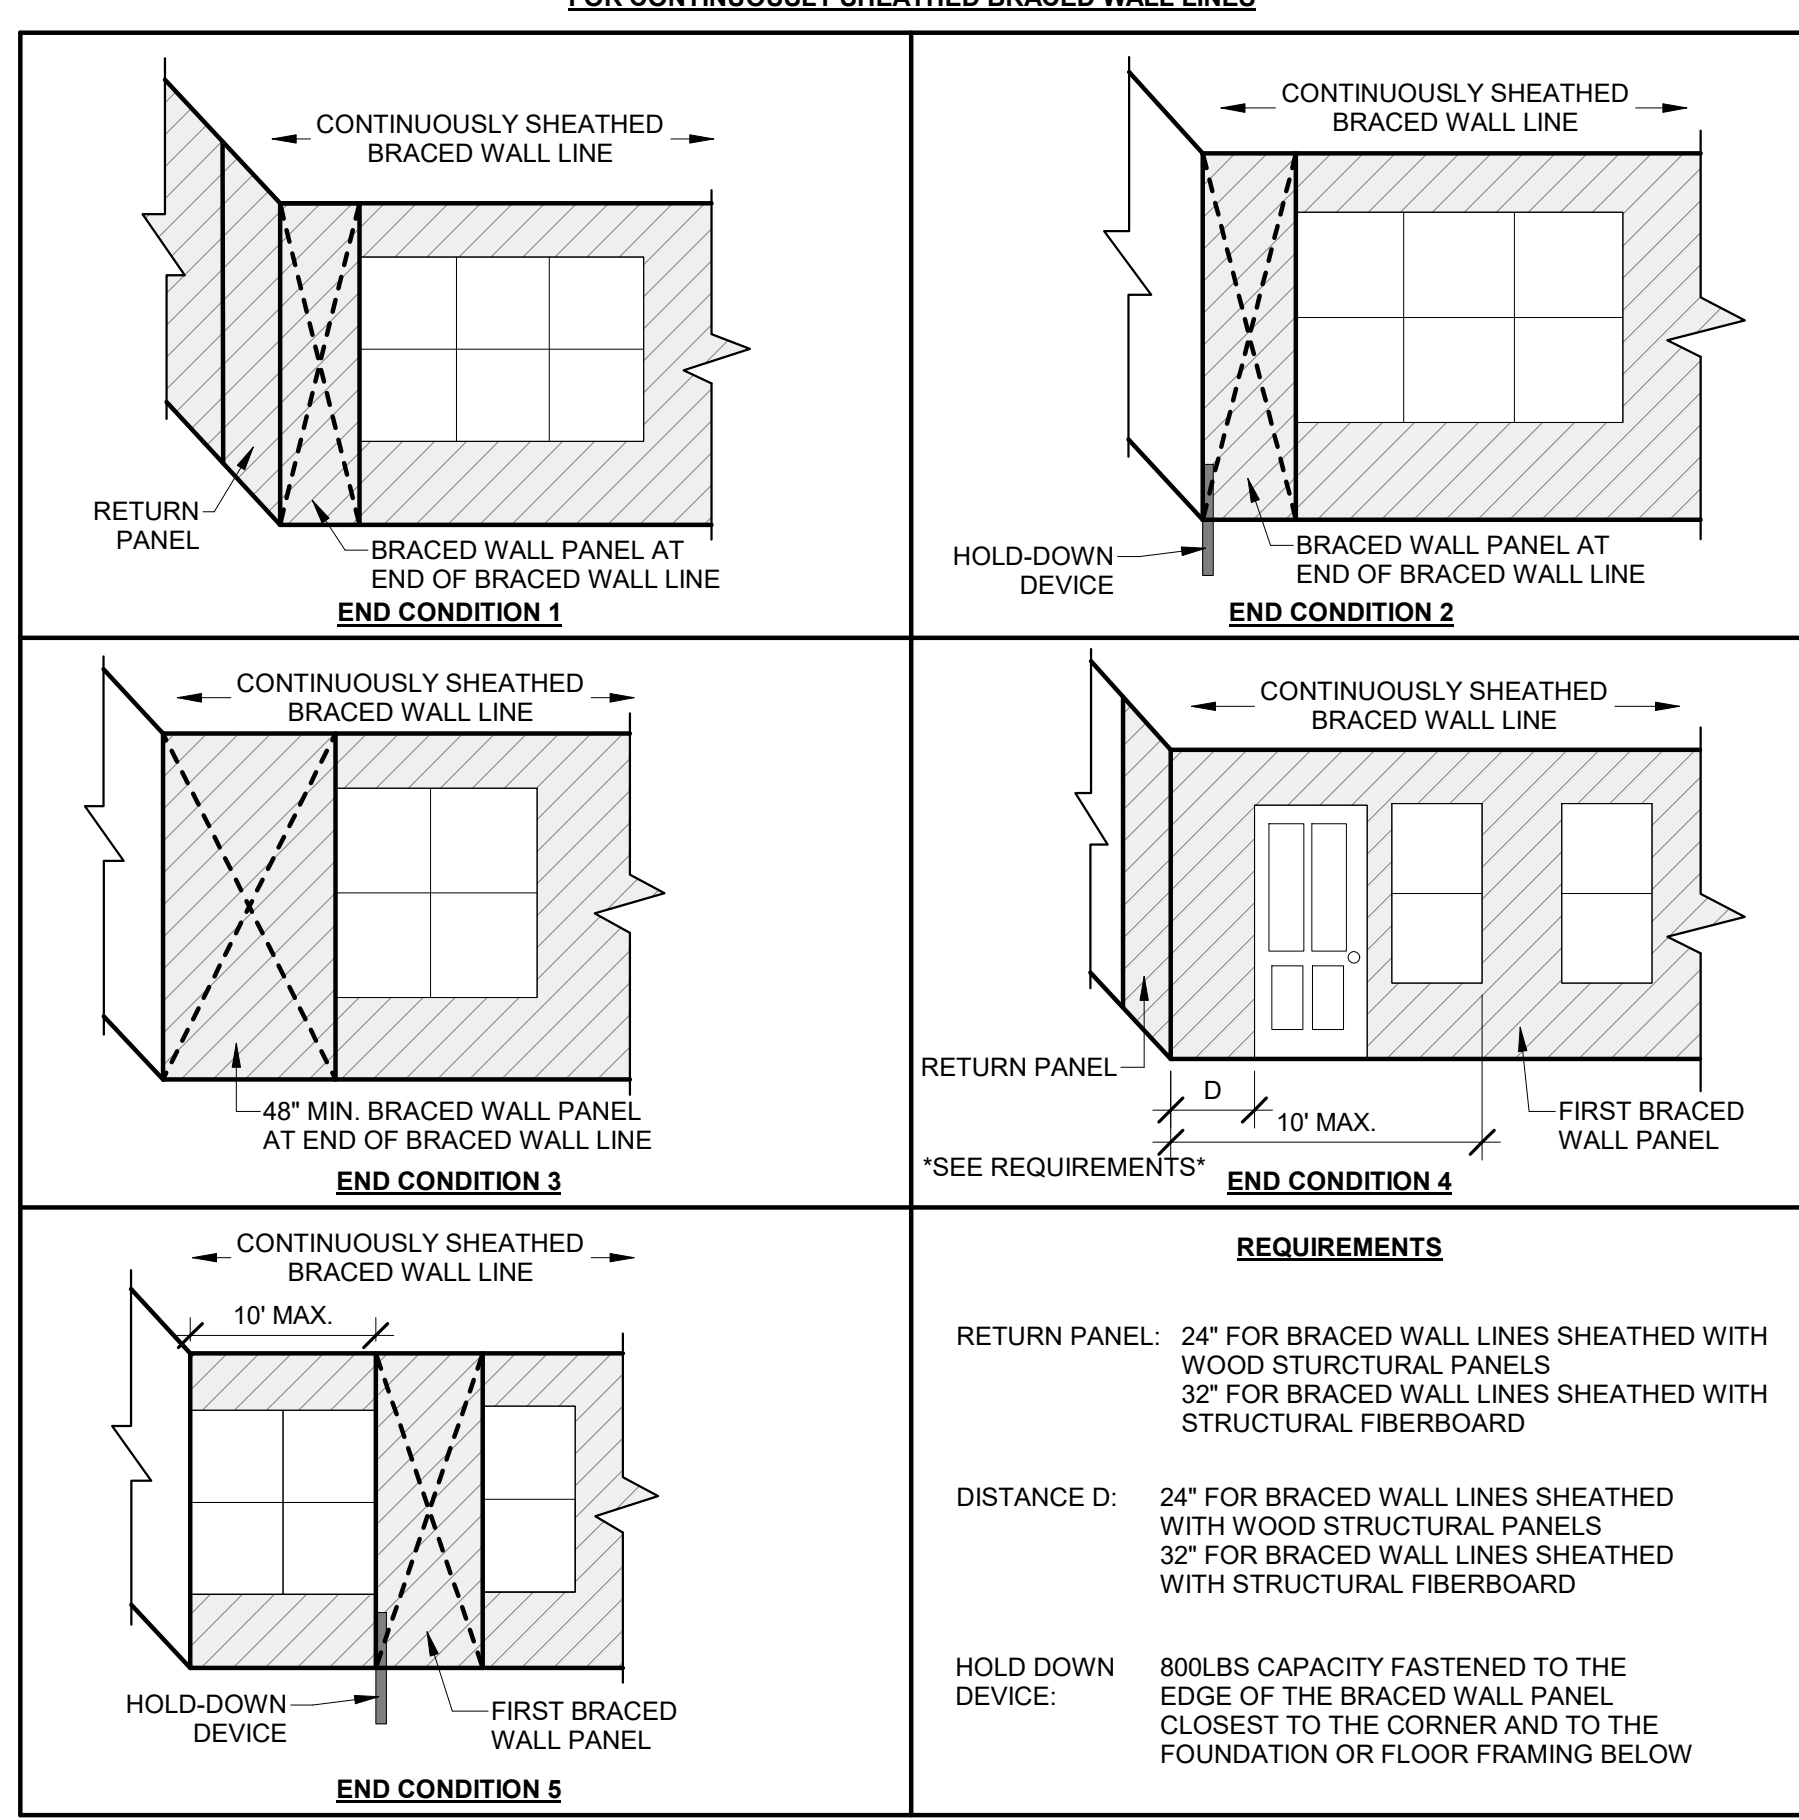 FOR CONTINUOUSLY SHEATHED BRACED WALL LINES
CONTINUOUSLY SHEATHED
BRACED WALL LINE
RETURN
PANEL
BRACED WALL PANEL AT
END OF BRACED WALL LINE
END CONDITION 1
CONTINUOUSLY SHEATHED
BRACED WALL LINE
HOLD-DOWN
DEVICE
BRACED WALL PANEL AT
END OF BRACED WALL LINE
END CONDITION 2
CONTINUOUSLY SHEATHED
BRACED WALL LINE
48" MIN. BRACED WALL PANEL
AT END OF BRACED WALL LINE
END CONDITION 3
CONTINUOUSLY SHEATHED
BRACED WALL LINE
RETURN PANEL
D
10' MAX.
FIRST BRACED
WALL PANEL
*SEE REQUIREMENTS*
END CONDITION 4
CONTINUOUSLY SHEATHED
BRACED WALL LINE
10' MAX.
HOLD-DOWN
DEVICE
FIRST BRACED
WALL PANEL
END CONDITION 5
REQUIREMENTS
RETURN PANEL: 24" FOR BRACED WALL LINES SHEATHED WITH
WOOD STURCTURAL PANELS
32" FOR BRACED WALL LINES SHEATHED WITH
STRUCTURAL FIBERBOARD
DISTANCE D: 24" FOR BRACED WALL LINES SHEATHED
WITH WOOD STRUCTURAL PANELS
32" FOR BRACED WALL LINES SHEATHED
WITH STRUCTURAL FIBERBOARD
HOLD DOWN 800LBS CAPACITY FASTENED TO THE
DEVICE: EDGE OF THE BRACED WALL PANEL
CLOSEST TO THE CORNER AND TO THE
FOUNDATION OR FLOOR FRAMING BELOW